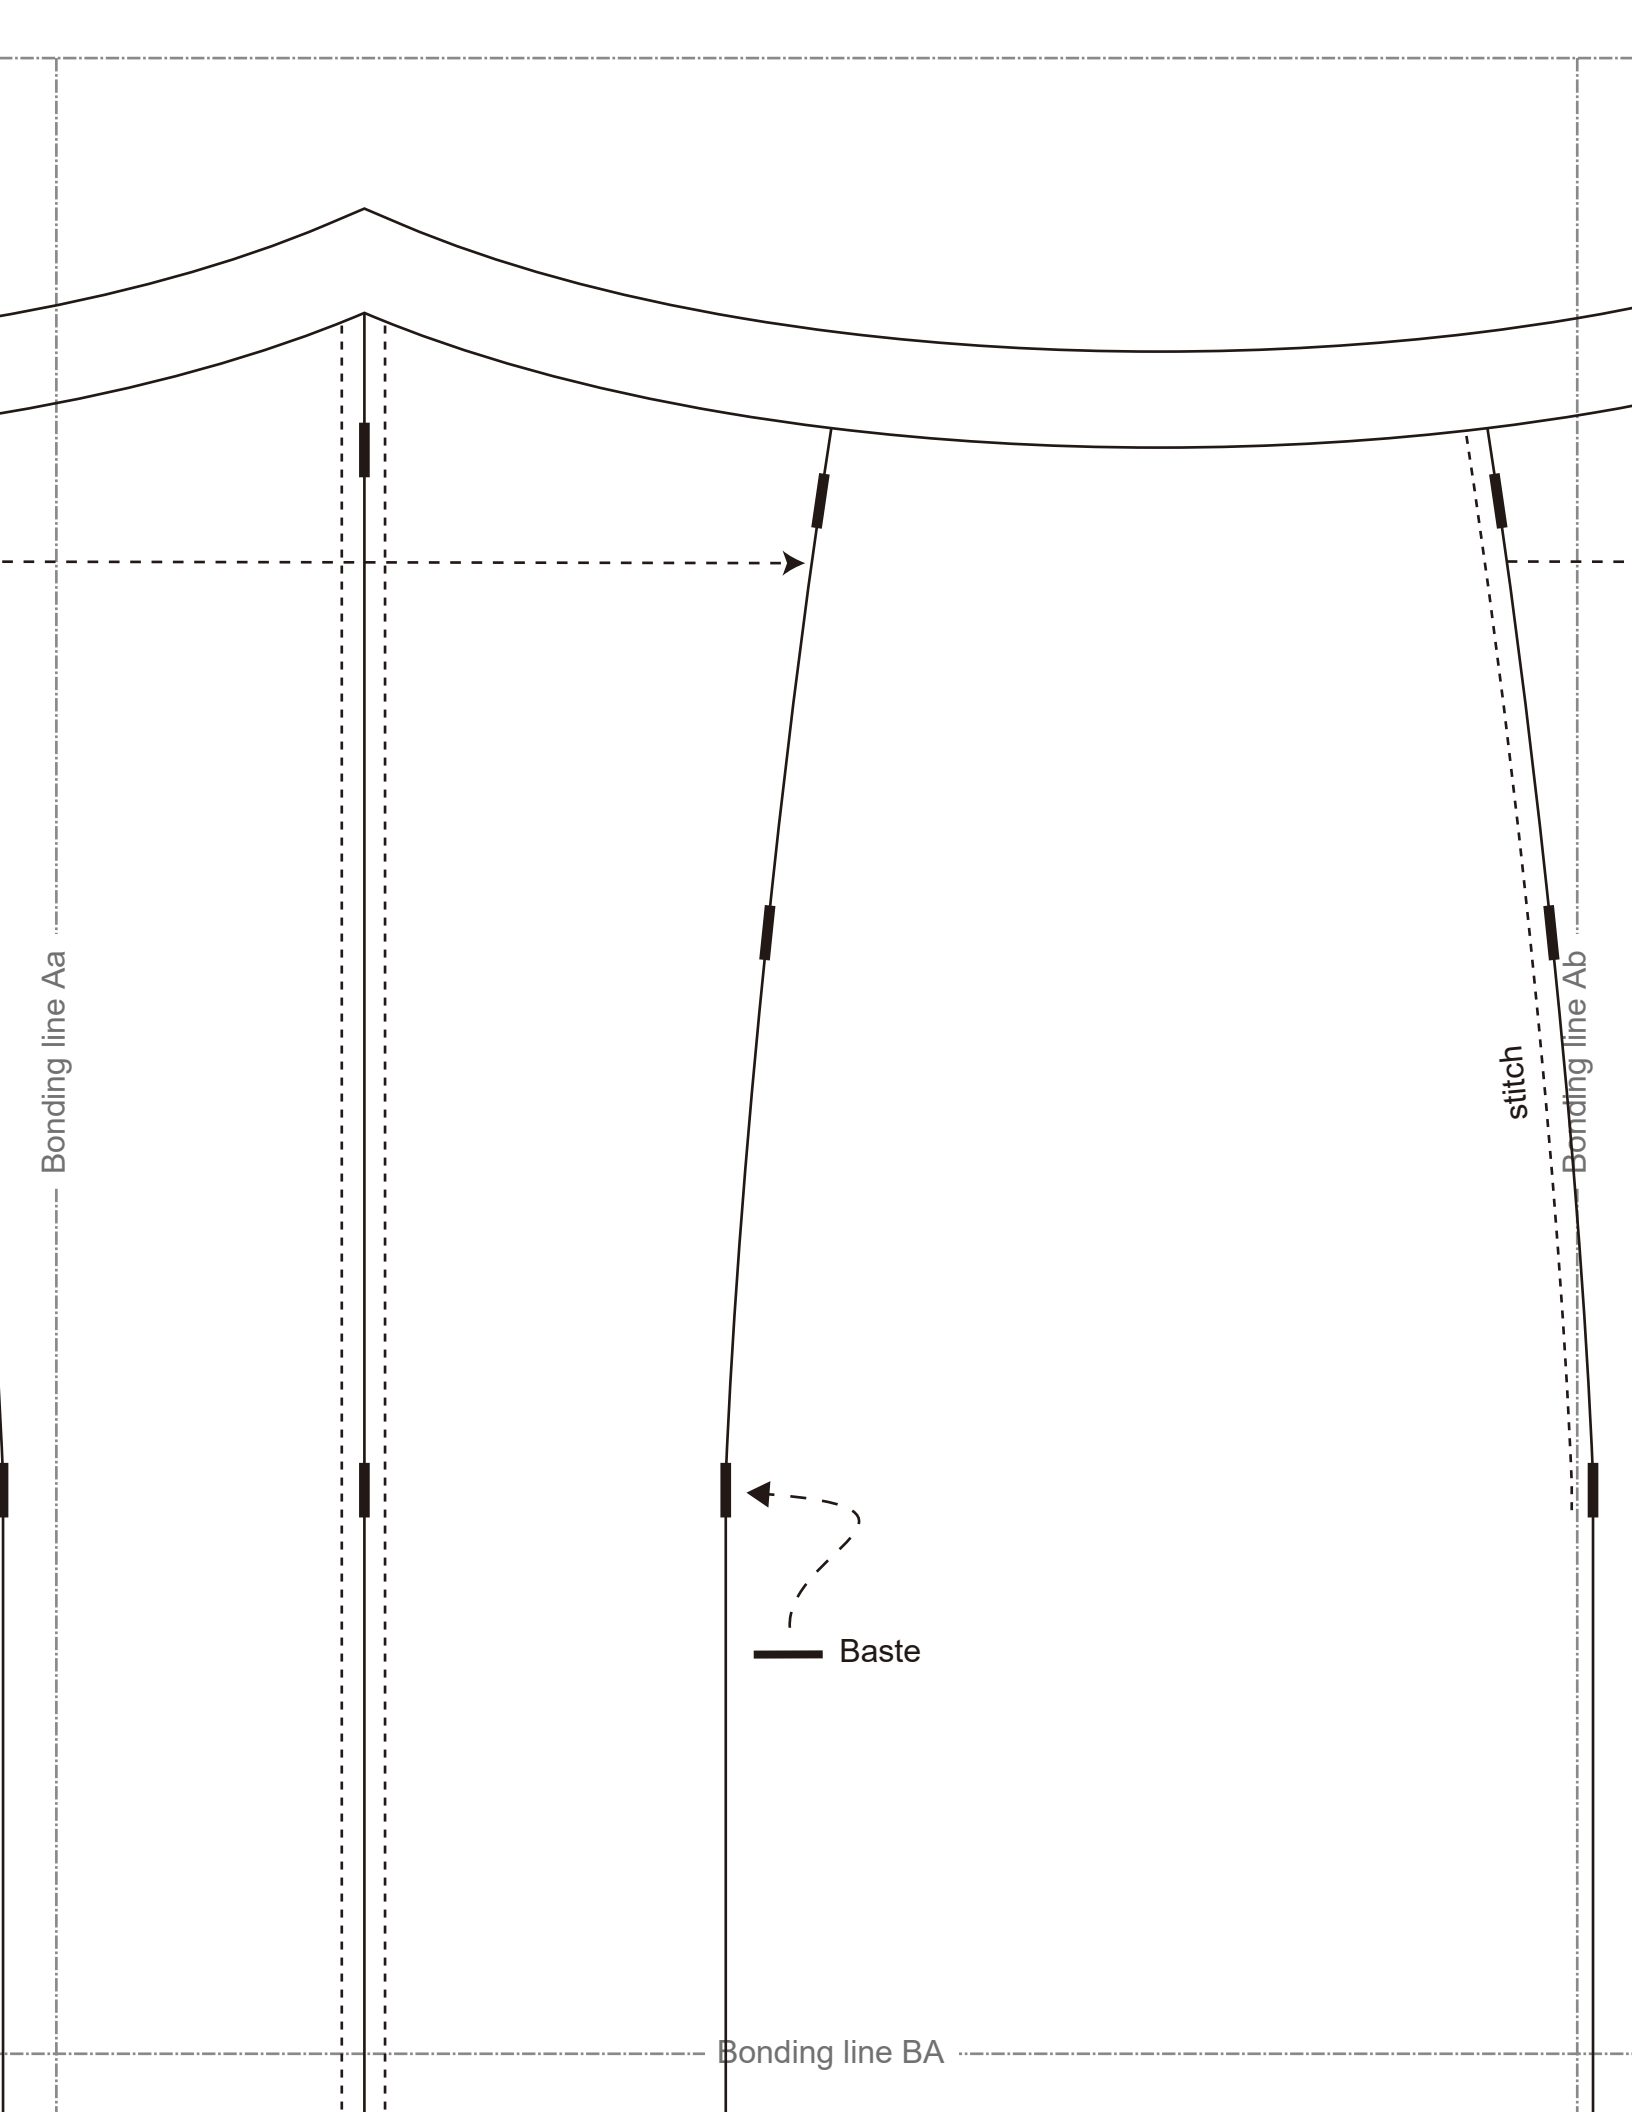 Bonding line Aa
Bonding line Ab
stitch
Baste
Bonding line BA